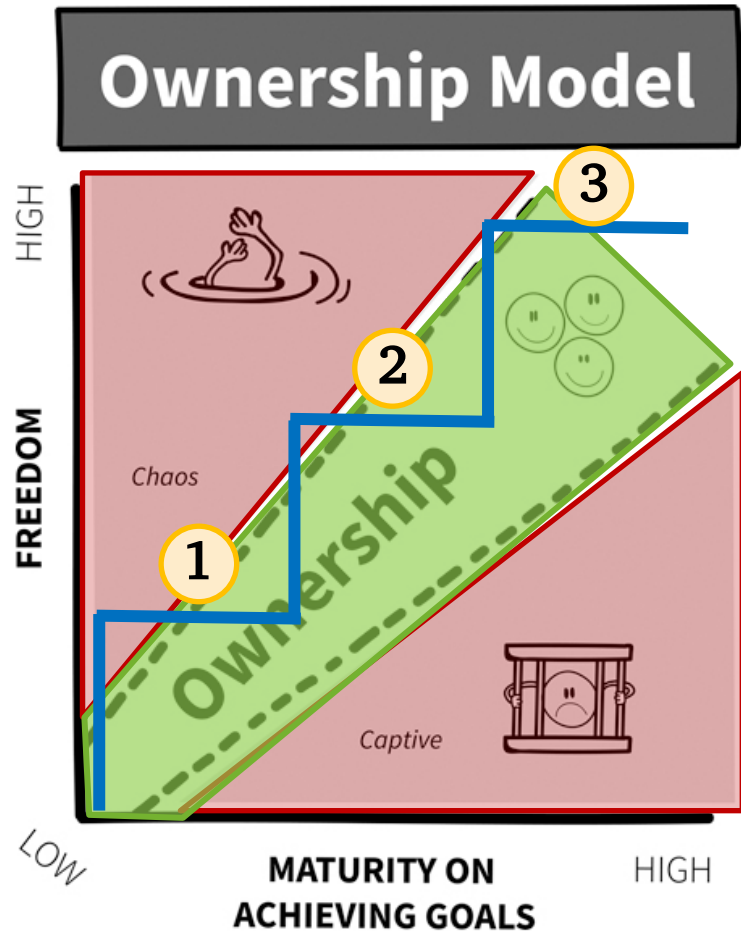 Ownership Model
HIGH
3
2
FREEDOM
Chaos
Ownership
1
Captive
LOW
MATURITY ON
ACHIEVING GOALS
HIGH